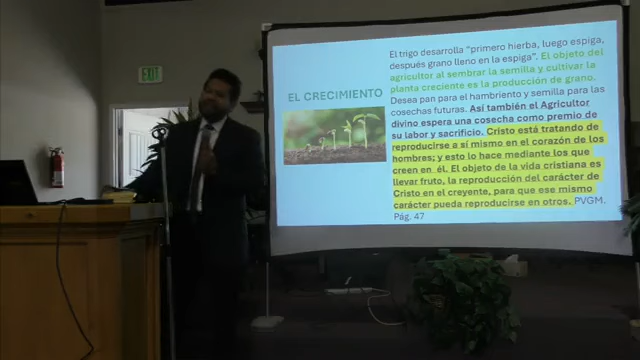 EXIT
EL CRECIMIENTO
El trigo desarrolla "primero hierba, luego espiga,
después grano lleno en la espiga". El objeto del
agricultor al sembrar la semilla y cultivar la
planta creciente es la producción de grano.
Desea pan para el hambriento y semilla para las
cosechas futuras. Así también el Agricultor
divino espera una cosecha como premio de
su labor y sacrificio. Cristo está tratando de
reproducirse a sí mismo en el corazón de los
hombres; y esto lo hace mediante los que
creen en él. El objeto de la vida cristiana es
llevar fruto, la reproducción del carácter de
Cristo en el creyente, para que ese mismo
carácter pueda reproducirse en otros. PVGM.
Pág. 47